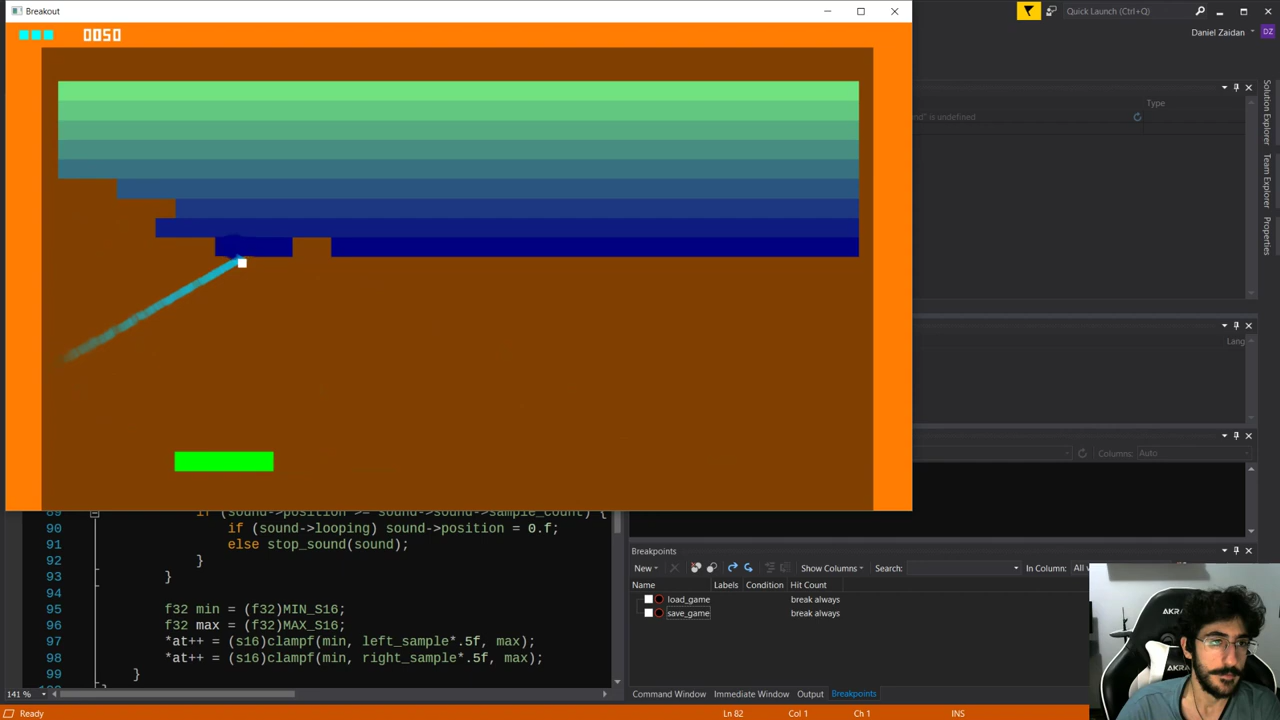 Breakout
Quick Launch (Ctrl+Q)
0050
Daniel Zaidan
DZ
Type
is undefined
Solution Explorer
Team Explorer
Properties
Lang
Columns: Auto
89 if (sound->position >= sound->sound->sample_count) {
90 if (sound->looping) sound->position = 0.f;
91 else stop_sound(sound);
92 }
93 }
94
95 f32 min = (f32)MIN_S16;
96 f32 max = (f32)MAX_S16;
97 *at++ = (s16)clampf(min, left_sample*.5f, max);
98 *at++ = (s16)clampf(min, right_sample*.5f, max);
99 }
141 %
Breakpoints
New Show Columns Search: In Column: All
Name Labels Condition Hit Count
load_game break always
save_game break always
Command Window Immediate Window Output Breakpoints
Ready Ln 82 Col 1 Ch 1 INS
AKRA